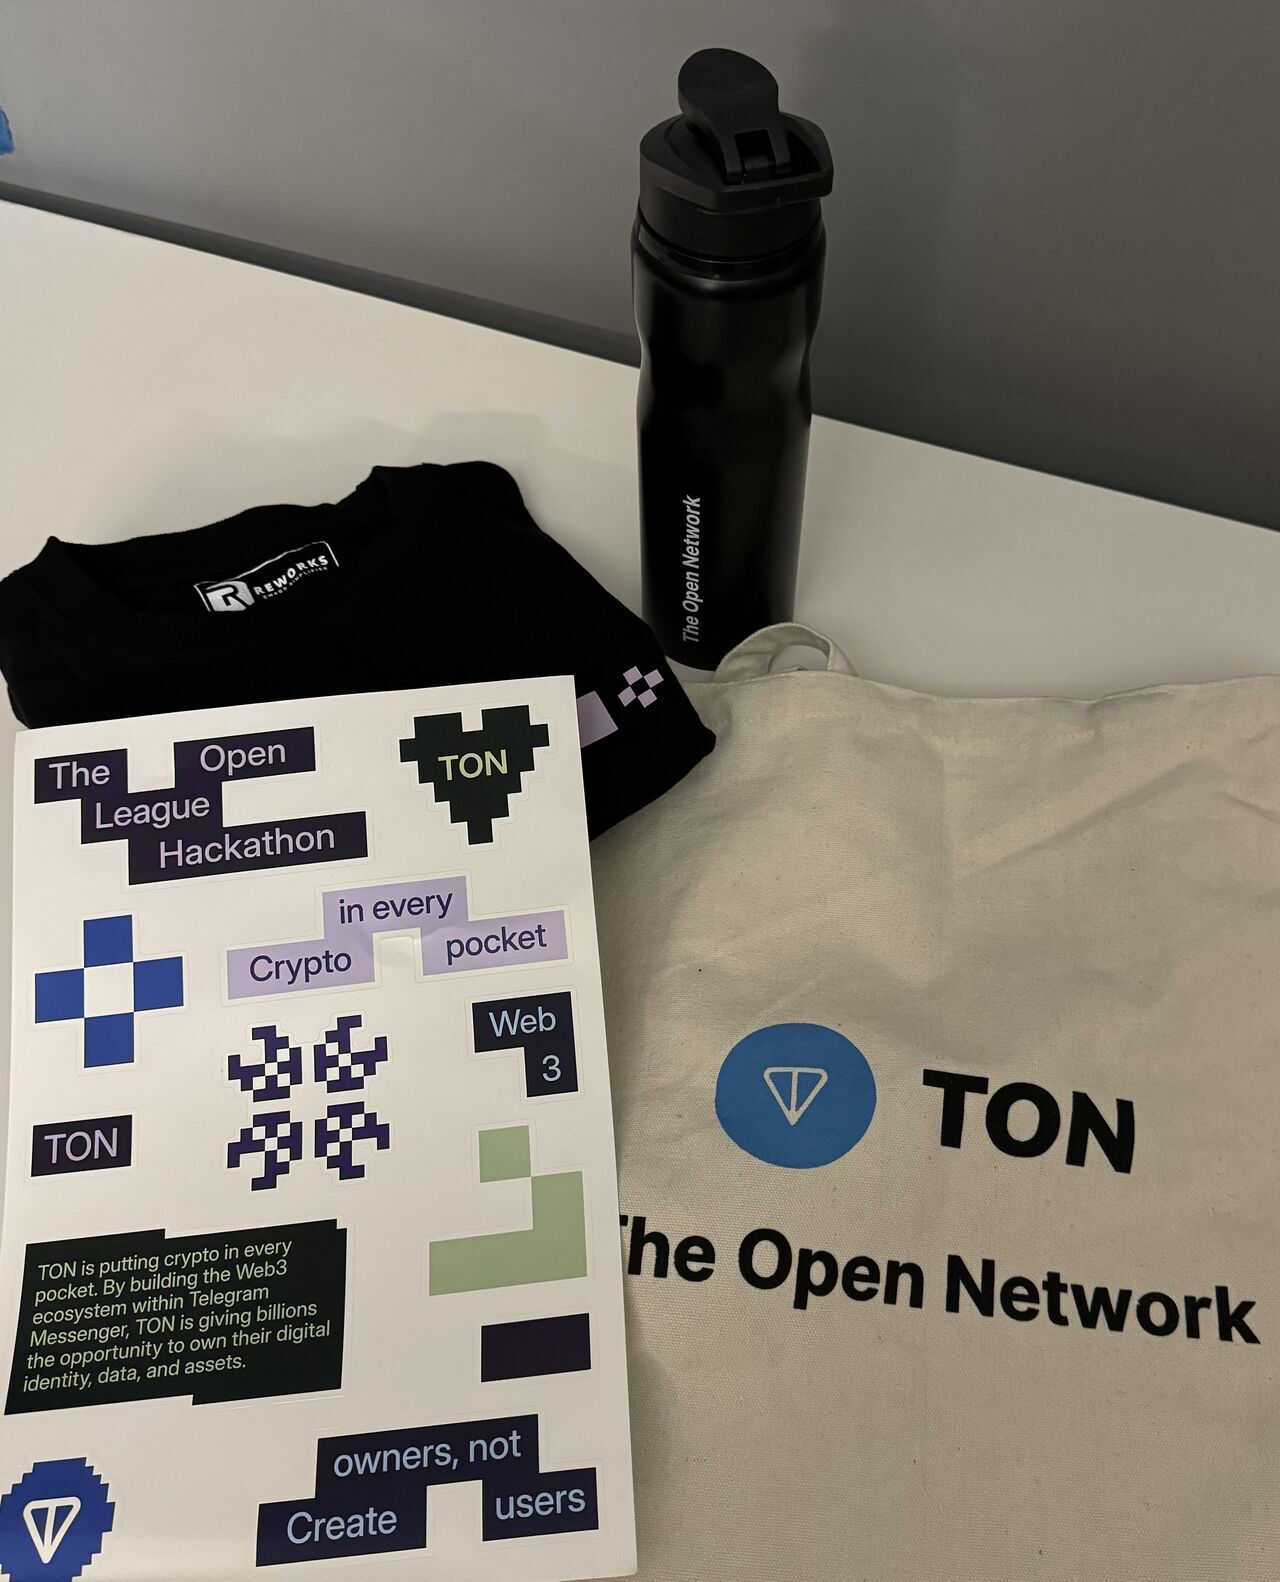 The Open Network
REWORKS
The Open
League
Hackathon
TON
in every
Crypto pocket
Web
3
TON
TON is putting crypto in every
pocket. By building the Web3
ecosystem within Telegram
Messenger, TON is giving billions
the opportunity to own their digital
identity, data, and assets.
owners, not
Create users
TON
The Open Network